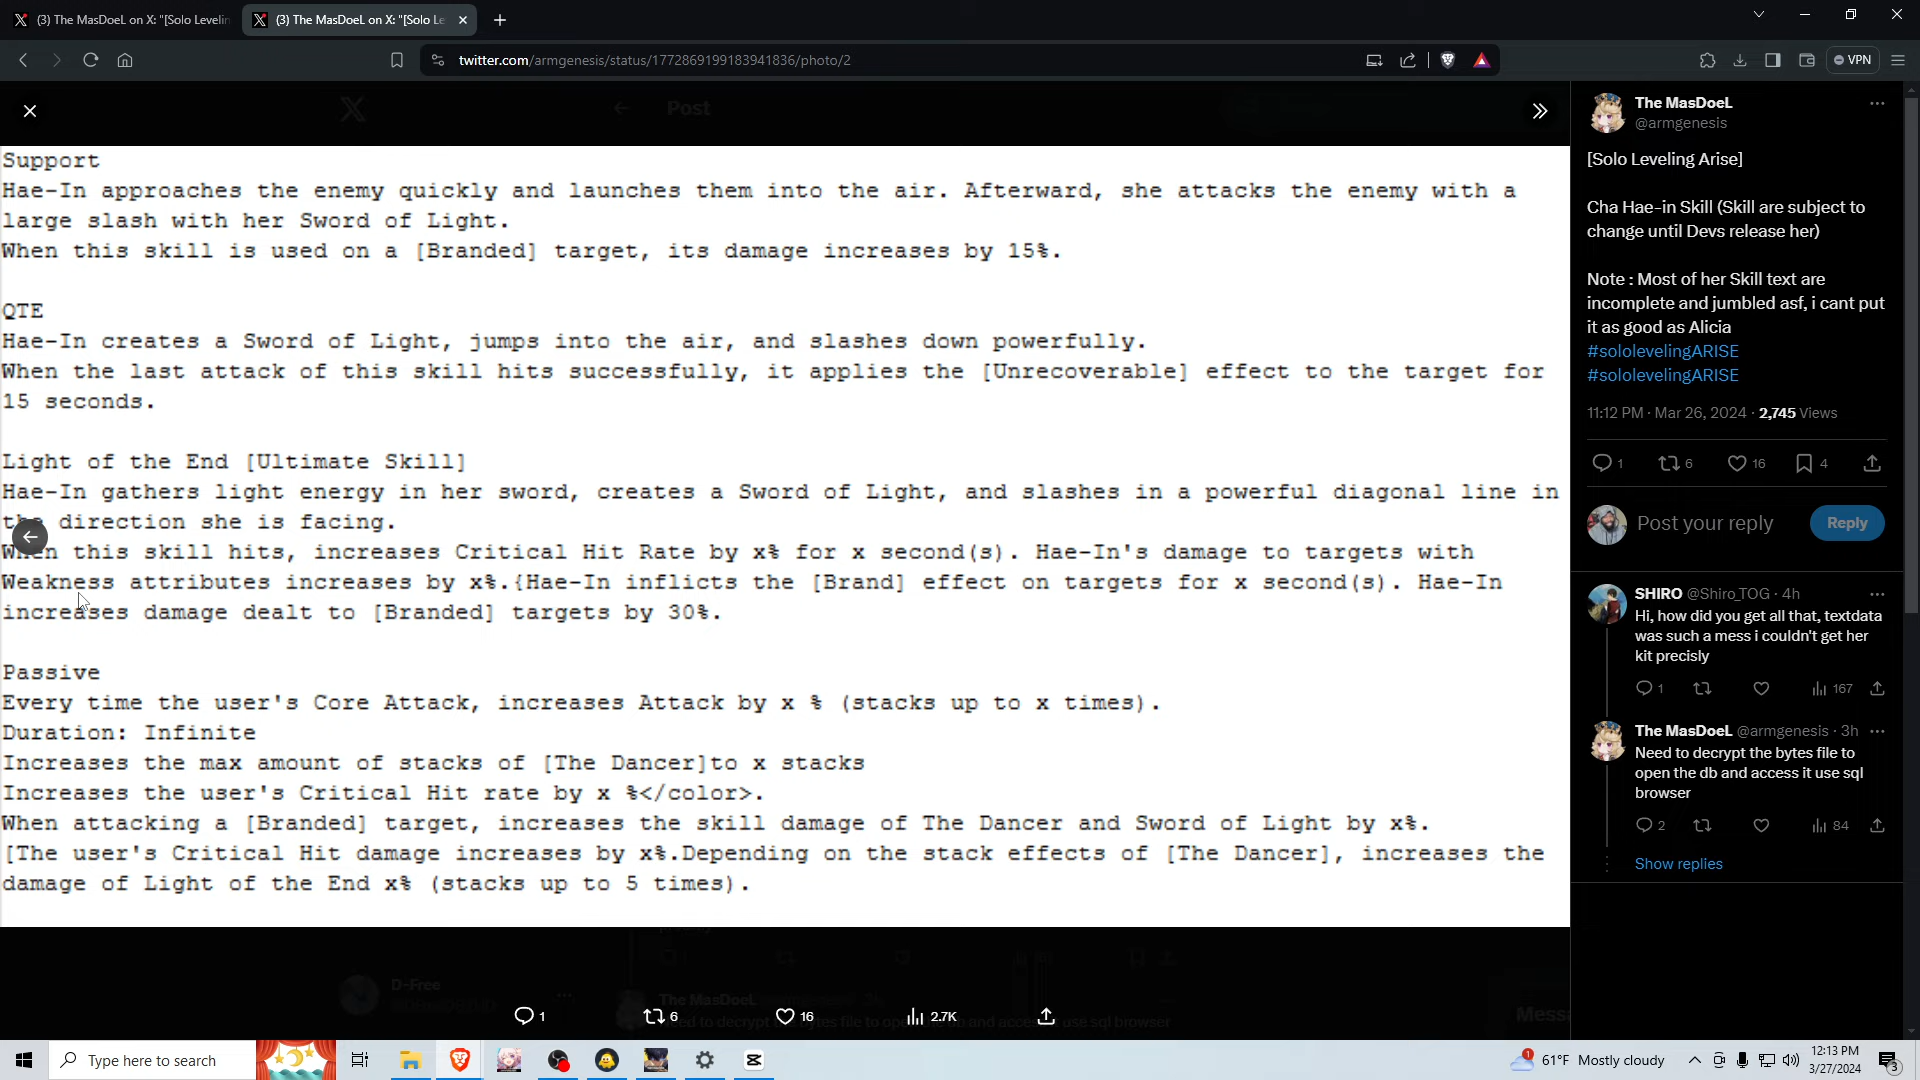 (3) The MasDoeL on X: "[Solo Levelin
(3) The MasDoeL on X: "[Solo Le
twitter.com/armgenesis/status/1772869199183941836/photo/2
VPN
Post
Support
Hae-In approaches the enemy quickly and launches them into the air. Afterward, she attacks the enemy with a
large slash with her Sword of Light.
When this skill is used on a [Branded] target, its damage increases by 15%.
QTE
Hae-In creates a Sword of Light, jumps into the air, and slashes down powerfully.
When the last attack of this skill hits successfully, it applies the [Unrecoverable] effect to the target for
15 seconds.
Light of the End [Ultimate Skill]
Hae-In gathers light energy in her sword, creates a Sword of Light, and slashes in a powerful diagonal line in
the direction she is facing.
When this skill hits, increases Critical Hit Rate by x% for x second(s). Hae-In's damage to targets with
Weakness attributes increases by x%.{Hae-In inflicts the [Brand] effect on targets for x second(s). Hae-In
increases damage dealt to [Branded] targets by 30%.
Passive
Every time the user's Core Attack, increases Attack by x % (stacks up to x times).
Duration: Infinite
Increases the max amount of stacks of [The Dancer]to x stacks
Increases the user's Critical Hit rate by x %</color>.
When attacking a [Branded] target, increases the skill damage of The Dancer and Sword of Light by x%.
[The user's Critical Hit damage increases by x%.Depending on the stack effects of [The Dancer], increases the
damage of Light of the End x% (stacks up to 5 times).
D-Free
The MasDoeL
1
6
16
2.7K
The MasDoeL
@armgenesis
[Solo Leveling Arise]
Cha Hae-in Skill (Skill are subject to
change until Devs release her)
Note : Most of her Skill text are
incomplete and jumbled asf, i cant put
it as good as Alicia
#sololevelingARISE
#sololevelingARISE
11:12 PM · Mar 26, 2024 · 2,745 Views
1
6
16
4
Post your reply
Reply
SHIRO @Shiro_TOG · 4h
Hi, how did you get all that, textdata
was such a mess i couldn't get her
kit precisly
1
167
The MasDoeL @armgenesis · 3h
Need to decrypt the bytes file to
open the db and access it use sql
browser
2
84
Show replies
Type here to search
1
61°F Mostly cloudy
12:13 PM
3/27/2024
3